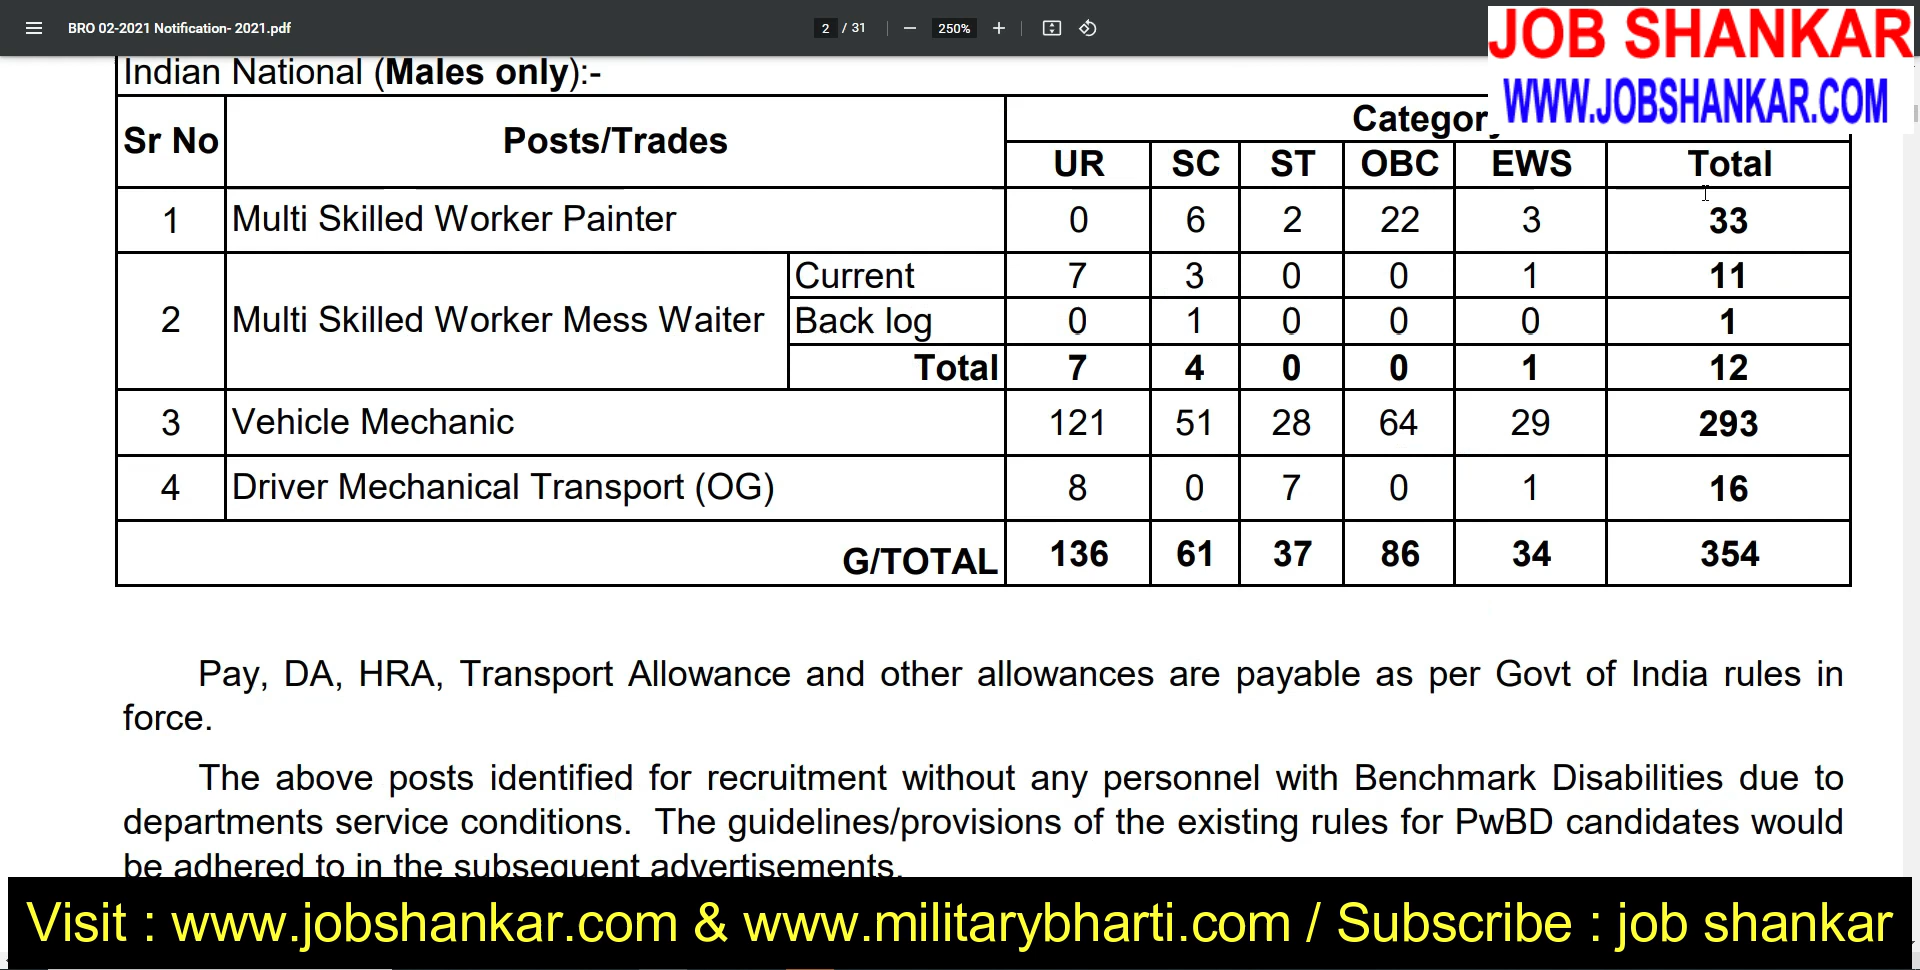 BRO 02-2021 Notification- 2021.pdf 2 / 31 250%
JOB SHANKAR
WWW.JOBSHANKAR.COM
Indian National (Males only):-
Sr No Posts/Trades Category
UR SC ST OBC EWS Total
1 Multi Skilled Worker Painter 0 6 2 22 3 33
2 Multi Skilled Worker Mess Waiter Current 7 3 0 0 1 11
Back log 0 1 0 0 0 1
Total 7 4 0 0 1 12
3 Vehicle Mechanic 121 51 28 64 29 293
4 Driver Mechanical Transport (OG) 8 0 7 0 1 16
G/TOTAL 136 61 37 86 34 354
Pay, DA, HRA, Transport Allowance and other allowances are payable as per Govt of India rules in
force.
The above posts identified for recruitment without any personnel with Benchmark Disabilities due to
departments service conditions. The guidelines/provisions of the existing rules for PwBD candidates would
be adhered to in the subsequent advertisements.
Visit : www.jobshankar.com & www.militarybharti.com / Subscribe : job shankar